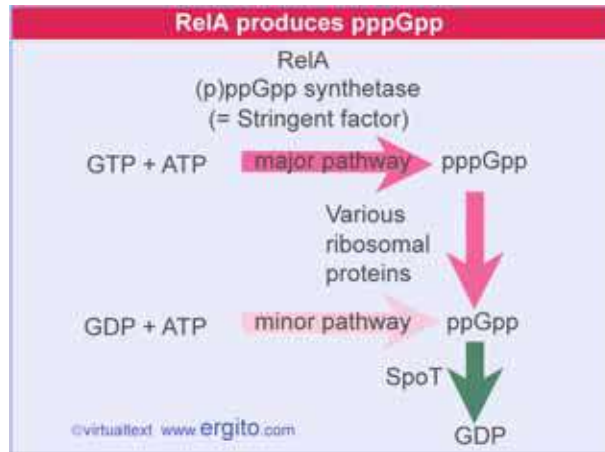 RelA produces pppGpp
RelA
(p)ppGpp synthetase
(= Stringent factor)
GTP + ATP major pathway pppGpp
Various
ribosomal
proteins
GDP + ATP minor pathway ppGpp
SpoT
©virtualtext www.ergito.com
GDP